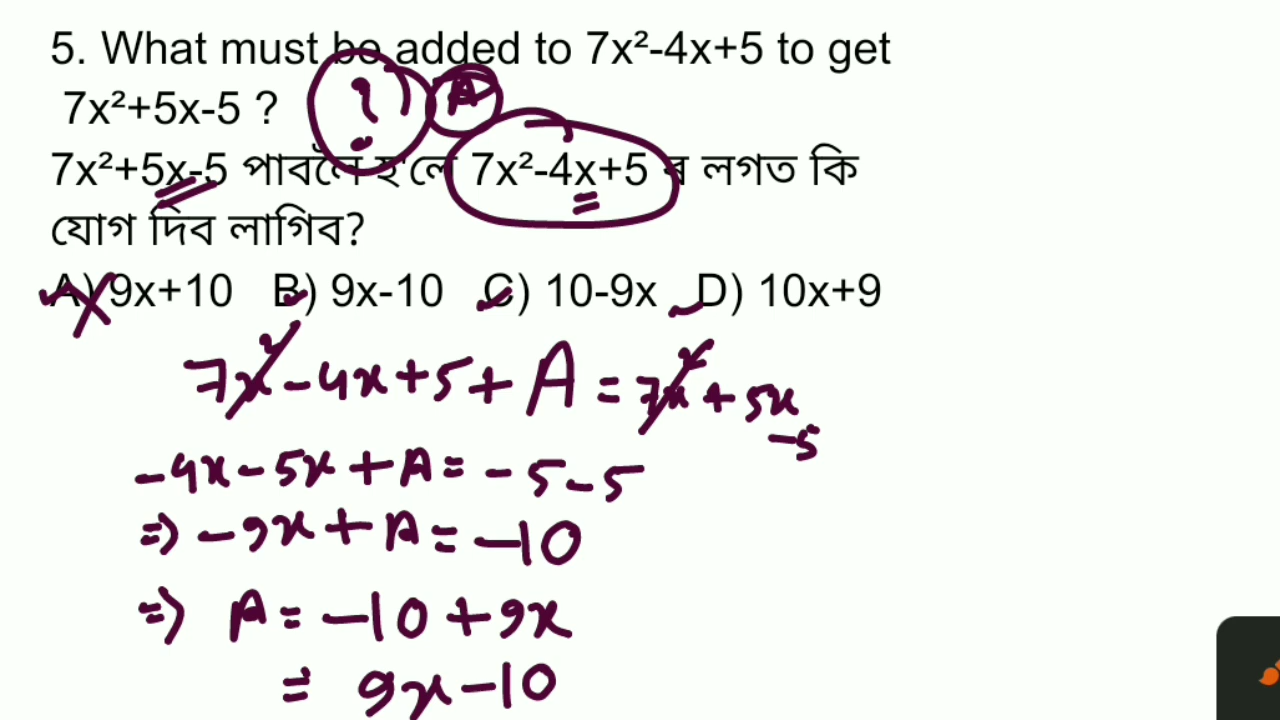 5. What must be added to 7x²-4x+5 to get
7x²+5x-5 ?
? A
7x²+5x-5 পাবলৈ হ'লে 7x²-4x+5 ৰ লগত কি
যোগ দিব লাগিব?
A) 9x+10 B) 9x-10 C) 10-9x D) 10x+9
7x²-4x+5+A=7x²+5x
-5
-4x-5x+A=-5-5
=> -9x+A=-10
=> A=-10+9x
= 9x-10